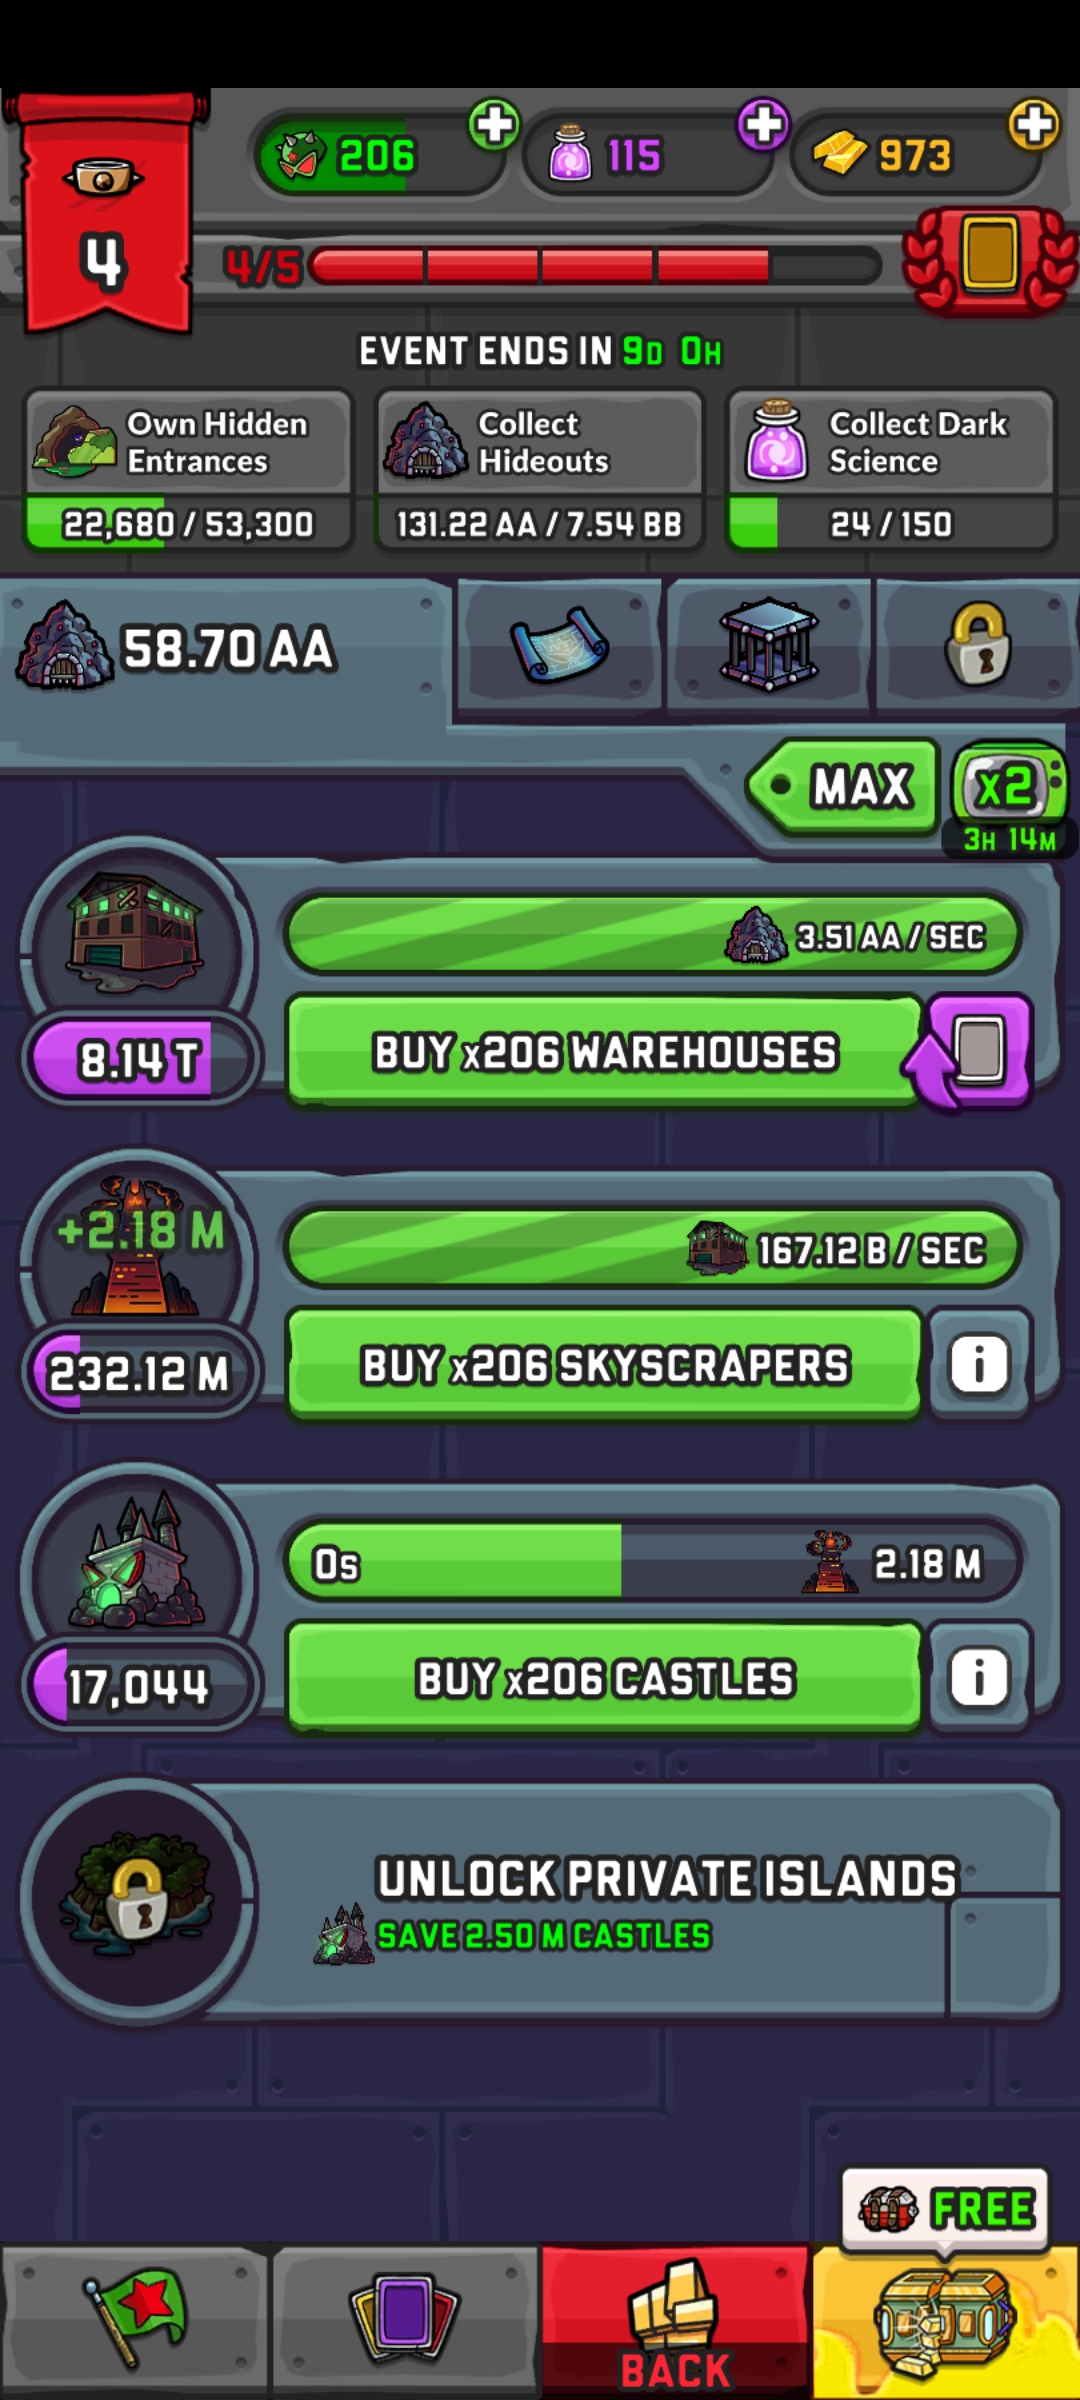 206
115
973
4
4/5
EVENT ENDS IN 9D 0H
Own Hidden
Entrances
22,680 / 53,300
Collect
Hideouts
131.22 AA / 7.54 BB
Collect Dark
Science
24 / 150
58.70 AA
MAX
x2
3H 14M
3.51 AA / SEC
8.14 T
BUY x206 WAREHOUSES
+2.18 M
167.12 B / SEC
232.12 M
BUY x206 SKYSCRAPERS
i
0s
2.18 M
17,044
BUY x206 CASTLES
i
UNLOCK PRIVATE ISLANDS
SAVE 2.50 M CASTLES
FREE
BACK